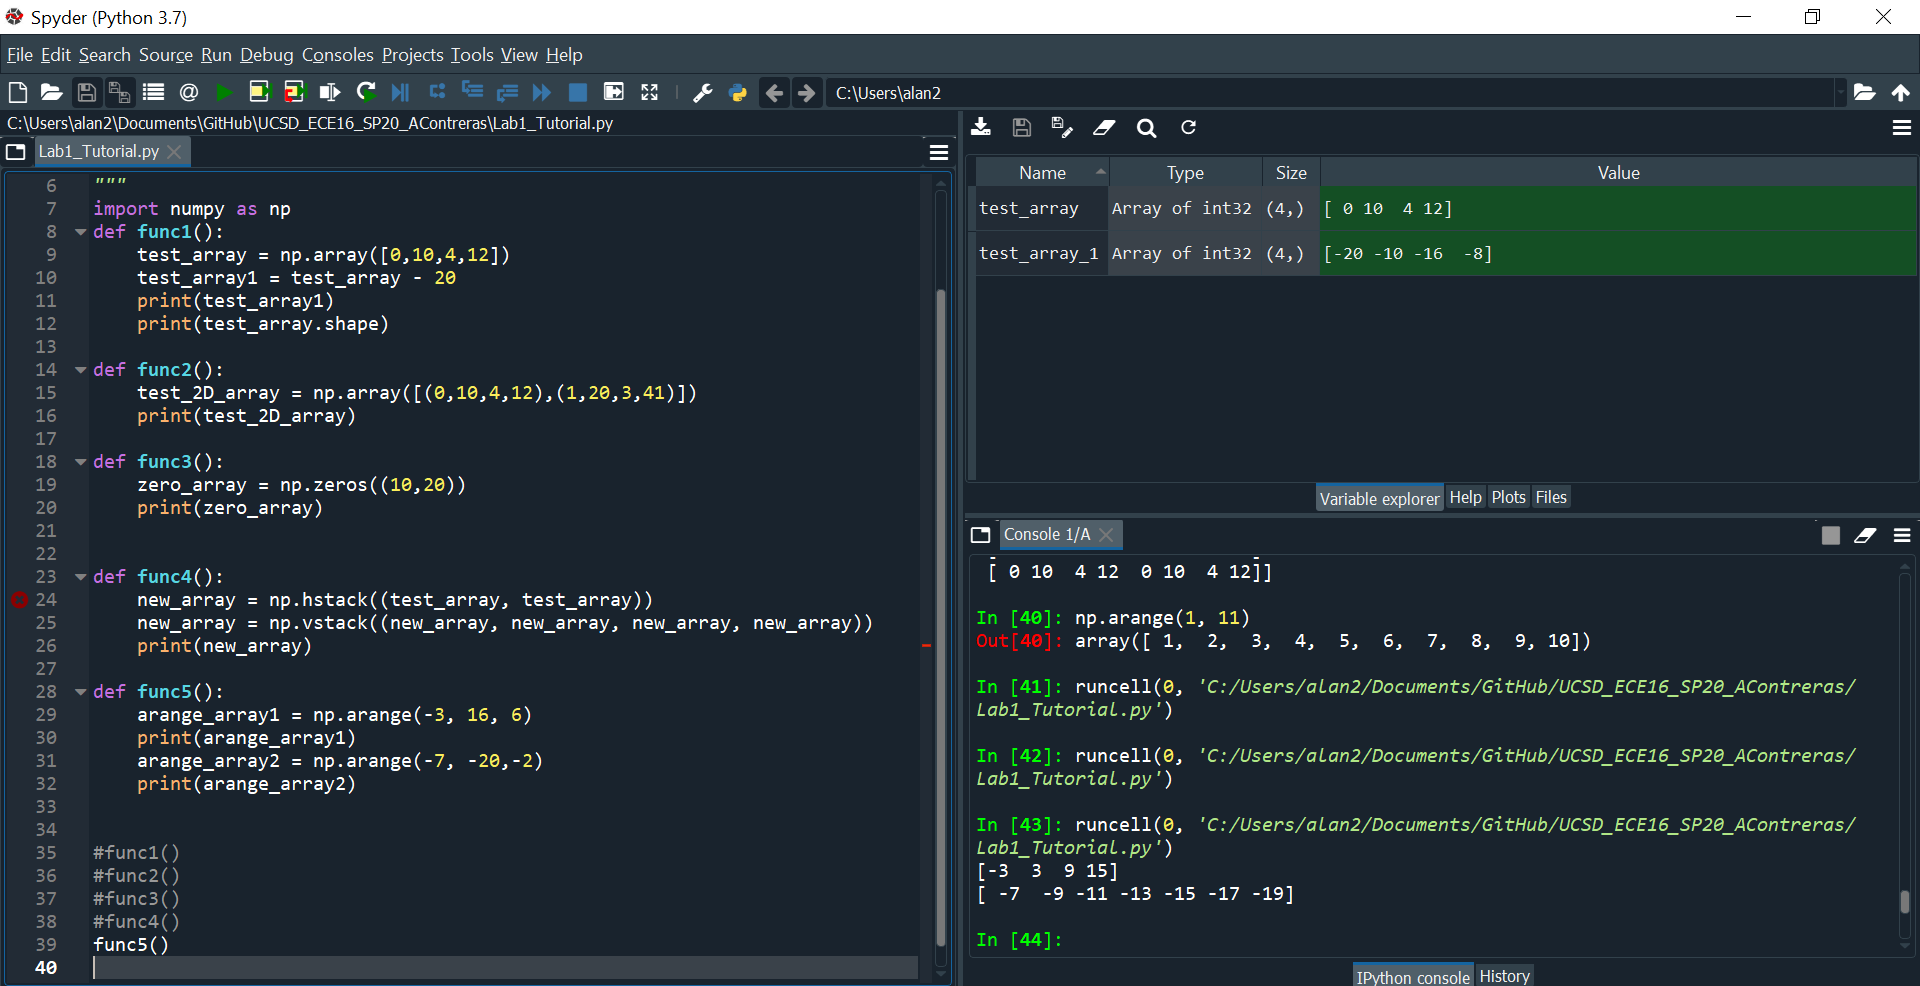 Spyder (Python 3.7)
File Edit Search Source Run Debug Consoles Projects Tools View Help
C:\Users\alan2
C:\Users\alan2\Documents\GitHub\UCSD_ECE16_SP20_AContreras\Lab1_Tutorial.py
Lab1_Tutorial.py
6 """
7 import numpy as np
8 def func1():
9     test_array = np.array([0,10,4,12])
10     test_array1 = test_array - 20
11     print(test_array1)
12     print(test_array.shape)
13
14 def func2():
15     test_2D_array = np.array([(0,10,4,12),(1,20,3,41)])
16     print(test_2D_array)
17
18 def func3():
19     zero_array = np.zeros((10,20))
20     print(zero_array)
21
22
23 def func4():
24     new_array = np.hstack((test_array, test_array))
25     new_array = np.vstack((new_array, new_array, new_array, new_array))
26     print(new_array)
27
28 def func5():
29     arange_array1 = np.arange(-3, 16, 6)
30     print(arange_array1)
31     arange_array2 = np.arange(-7, -20,-2)
32     print(arange_array2)
33
34
35 #func1()
36 #func2()
37 #func3()
38 #func4()
39 func5()
40
Name Type Size Value
test_array Array of int32 (4,) [ 0 10  4 12]
test_array_1 Array of int32 (4,) [-20 -10 -16  -8]
Variable explorer Help Plots Files
Console 1/A
[ 0 10  4 12  0 10  4 12]]
In [40]: np.arange(1, 11)
Out[40]: array([ 1,  2,  3,  4,  5,  6,  7,  8,  9, 10])
In [41]: runcell(0, 'C:/Users/alan2/Documents/GitHub/UCSD_ECE16_SP20_AContreras/
Lab1_Tutorial.py')
In [42]: runcell(0, 'C:/Users/alan2/Documents/GitHub/UCSD_ECE16_SP20_AContreras/
Lab1_Tutorial.py')
In [43]: runcell(0, 'C:/Users/alan2/Documents/GitHub/UCSD_ECE16_SP20_AContreras/
Lab1_Tutorial.py')
[-3  3  9 15]
[ -7  -9 -11 -13 -15 -17 -19]
In [44]:
IPython console History